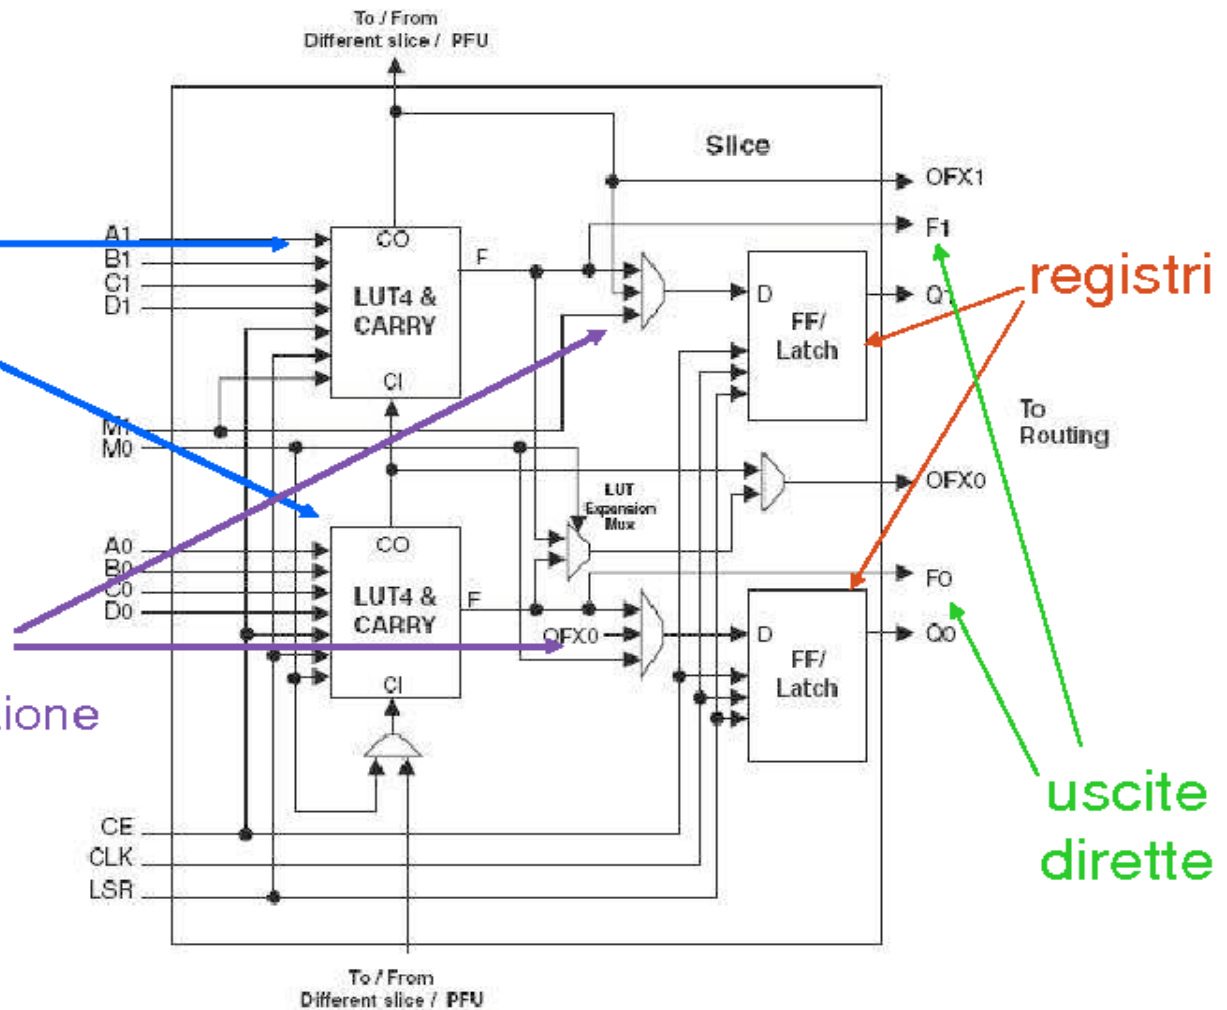 To / From
Different slice / PFU
Slice
OFX1
A1
B1
C1
D1
CO
LUT4 &
CARRY
CI
F
F1
D
FF/
Latch
registri
M1
M0
To
Routing
LUT
Expansion
Mux
OFX0
A0
B0
C0
D0
CO
LUT4 &
CARRY
CI
F
OFX0
F0
D
FF/
Latch
Q0
zione
uscite
dirette
CE
CLK
LSR
To / From
Different slice / PFU